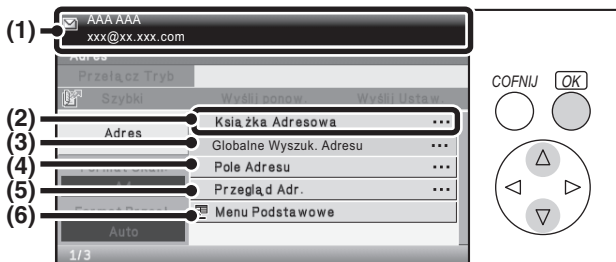 AAA AAA
(1)
xxx@xx.xxx.com
Adres
Przełącz Tryb
Szybki Wyślij ponow. Wyślij Ustaw.
COFNIJ OK
(2) Książka Adresowa ...
Adres
(3) Globalne Wyszuk. Adresu ...
(4) Pole Adresu ...
(5) Przegląd Adr. ...
(6) Menu Podstawowe
Auto
1/3